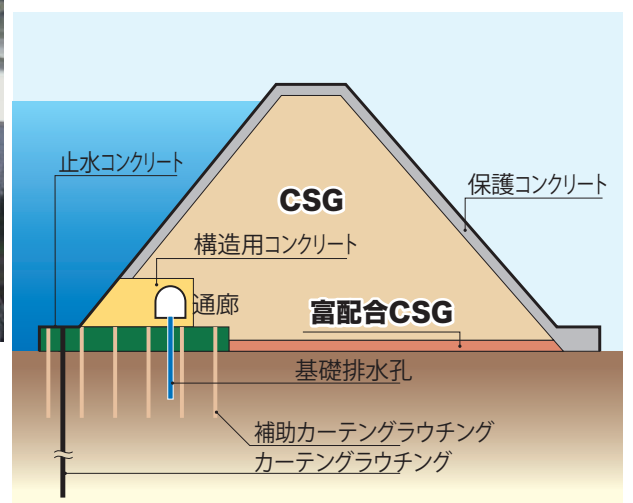 止水コンクリート
CSG
保護コンクリート
構造用コンクリート
通廊
富配合CSG
基礎排水孔
補助カーテングラウチング
カーテングラウチング